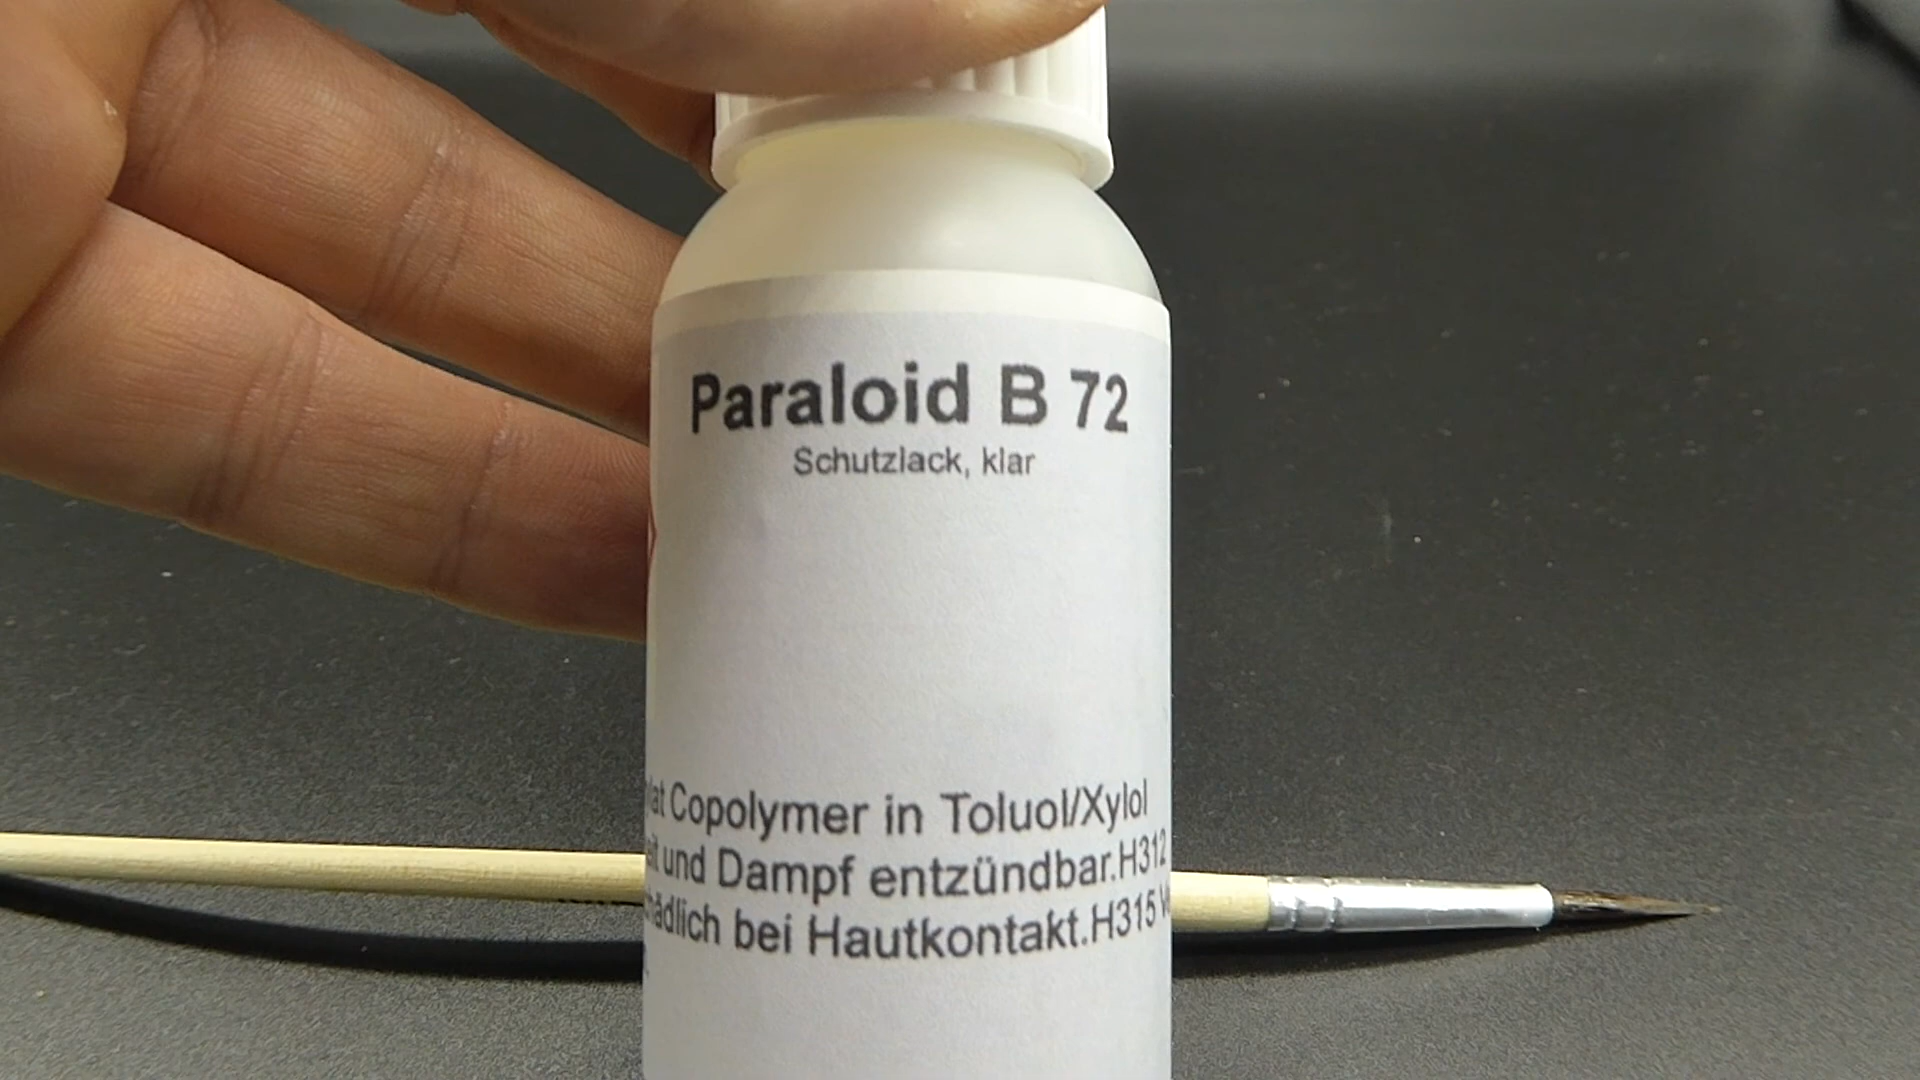 Paraloid B 72
Schutzlack, klar
Copolymer in Toluol/Xylol
und Dampf entzündbar.H312
bei Hautkontakt.H315